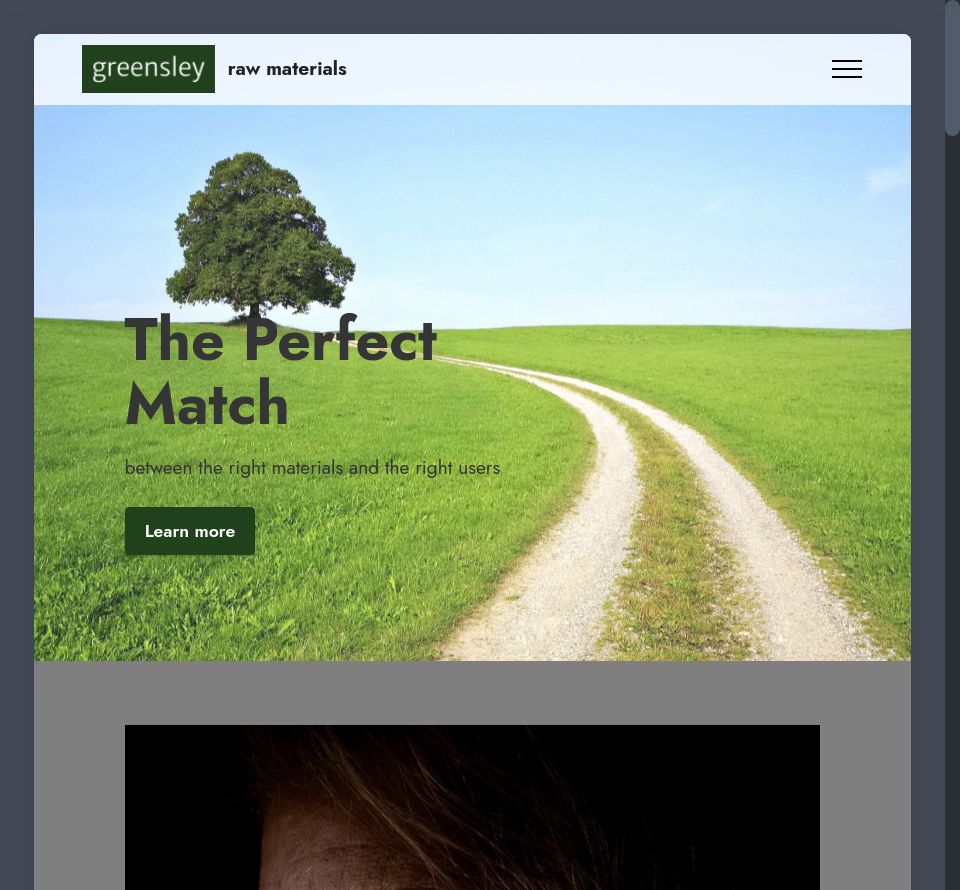 greensley
raw materials
The Perfect
Match
between the right materials and the right users
Learn more